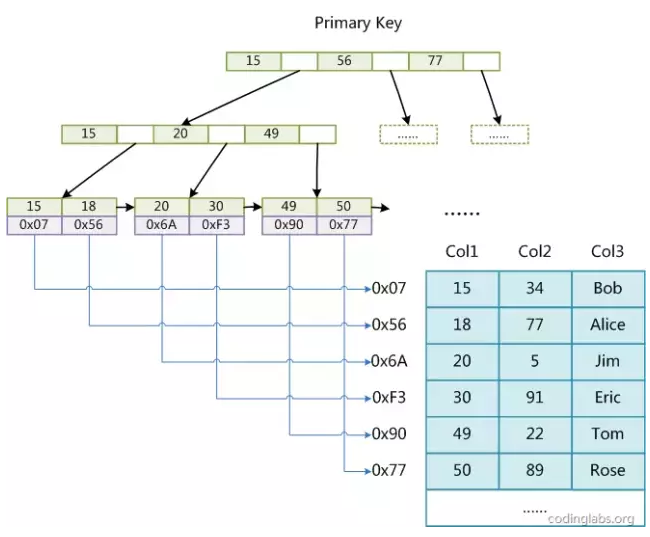 Primary Key
15 56 77
15 20 49
...... ......
15 18 20 30 49 50
0x07 0x56 0x6A 0xF3 0x90 0x77
......
Col1 Col2 Col3
0x07 15 34 Bob
0x56 18 77 Alice
0x6A 20 5 Jim
0xF3 30 91 Eric
0x90 49 22 Tom
0x77 50 89 Rose
......
codinglabs.org